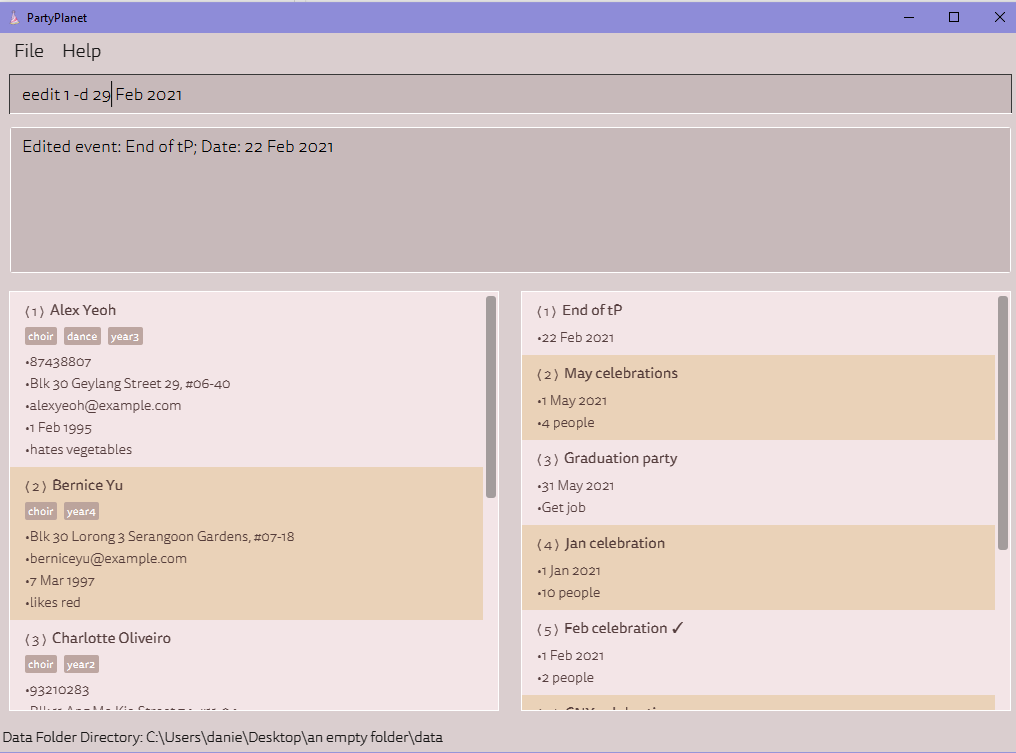 PartyPlanet
File Help
eedit 1 -d 29 Feb 2021
Edited event: End of tP; Date: 22 Feb 2021
(1) Alex Yeoh
choir dance year3
•87438807
•Blk 30 Geylang Street 29, #06-40
•alexyeoh@example.com
•1 Feb 1995
•hates vegetables
(2) Bernice Yu
choir year4
•Blk 30 Lorong 3 Serangoon Gardens, #07-18
•berniceyu@example.com
•7 Mar 1997
•likes red
(3) Charlotte Oliveiro
choir year2
•93210283
(1) End of tP
•22 Feb 2021
(2) May celebrations
•1 May 2021
•4 people
(3) Graduation party
•31 May 2021
•Get job
(4) Jan celebration
•1 Jan 2021
•10 people
(5) Feb celebration ✓
•1 Feb 2021
•2 people
Data Folder Directory: C:\Users\danie\Desktop\an empty folder\data